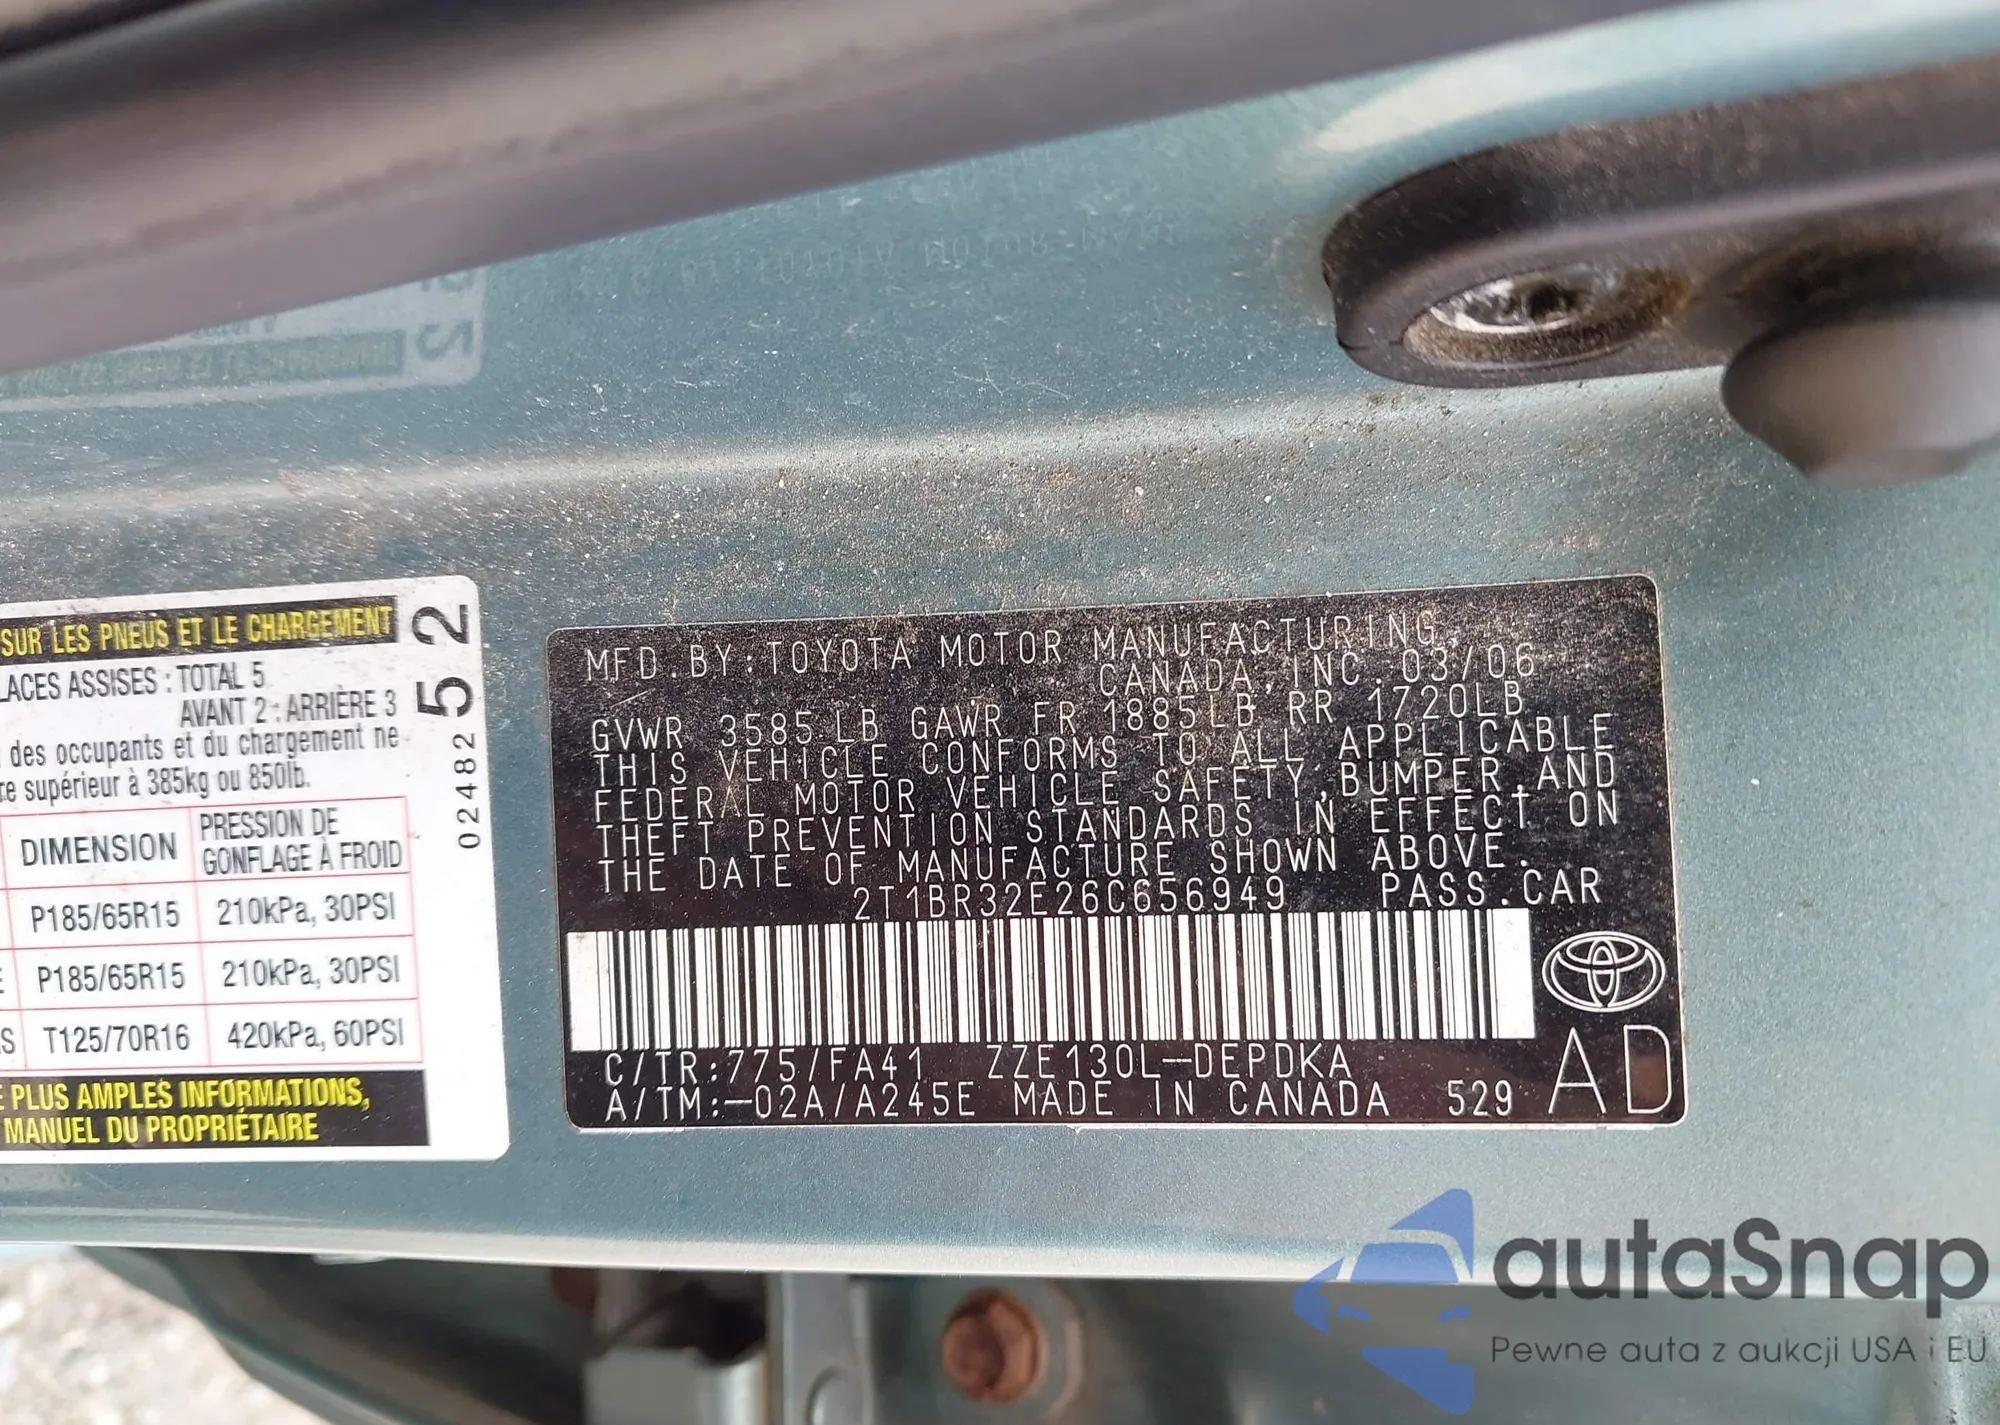 SUR LES PNEUS ET LE CHARGEMENT
LACES ASSISES : TOTAL 5
AVANT 2 : ARRIÈRE 3
des occupants et du chargement ne
re supérieur à 385kg ou 850lb.
DIMENSION PRESSION DE GONFLAGE À FROID
P185/65R15 210kPa, 30PSI
E P185/65R15 210kPa, 30PSI
S T125/70R16 420kPa, 60PSI
E PLUS AMPLES INFORMATIONS,
MANUEL DU PROPRIÉTAIRE
02482 52
MFD. BY: TOYOTA MOTOR MANUFACTURING,
CANADA, INC. 03/06
GVWR 3585 LB GAWR FR 1885LB RR 1720LB
THIS VEHICLE CONFORMS TO ALL APPLICABLE
FEDERAL MOTOR VEHICLE SAFETY, BUMPER, AND
THEFT PREVENTION STANDARDS IN EFFECT ON
THE DATE OF MANUFACTURE SHOWN ABOVE.
2T1BR32E26C656949 PASS. CAR
C/TR:775/FA41 ZZE130L-DEPDKA
A/TM:-02A/A245E MADE IN CANADA 529
AD
autaSnap
Pewne auta z aukcji USA i EU